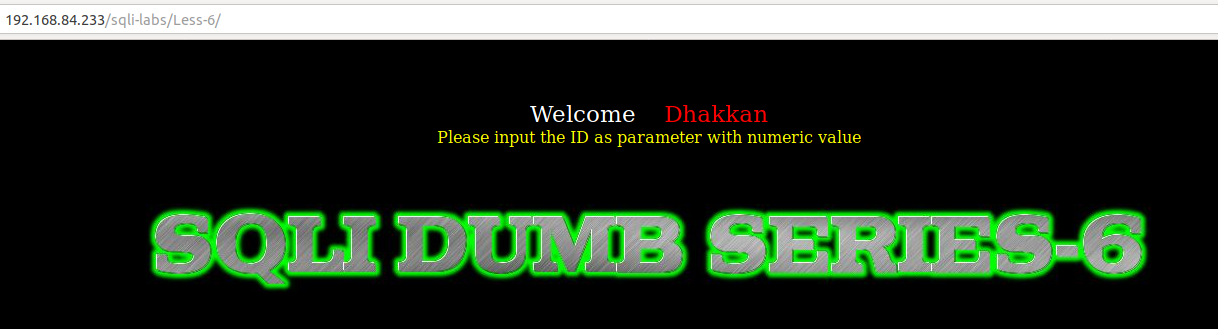 192.168.84.233/sqli-labs/Less-6/
Welcome Dhakkan
Please input the ID as parameter with numeric value
SQLI DUMB SERIES-6